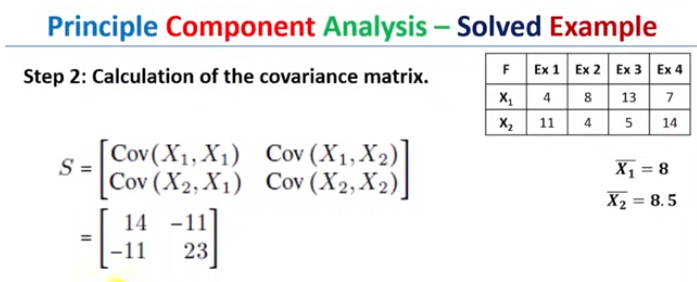 Principle Component Analysis – Solved Example
Step 2: Calculation of the covariance matrix.
F Ex 1 Ex 2 Ex 3 Ex 4
X₁ 4 8 13 7
X₂ 11 4 5 14
S = [Cov(X₁, X₁) Cov (X₁, X₂)]
[Cov (X₂, X₁) Cov (X₂, X₂)]
= [14 −11]
[−11 23]
X̅₁ = 8
X̅₂ = 8.5